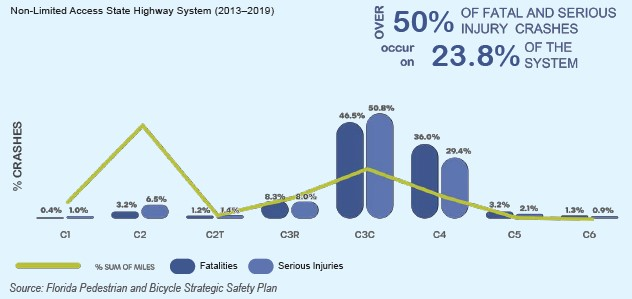 Non-Limited Access State Highway System (2013–2019)
OVER 50% OF FATAL AND SERIOUS
INJURY CRASHES
occur on 23.8% OF THE
SYSTEM
% CRASHES
0.4% 1.0% 3.2% 6.5% 1.2% 1.4% 8.3% 8.0% 46.5% 50.8% 36.0% 29.4% 3.2% 2.1% 1.3% 0.9%
C1 C2 C2T C3R C3C C4 C5 C6
% SUM OF MILES Fatalities Serious Injuries
Source: Florida Pedestrian and Bicycle Strategic Safety Plan